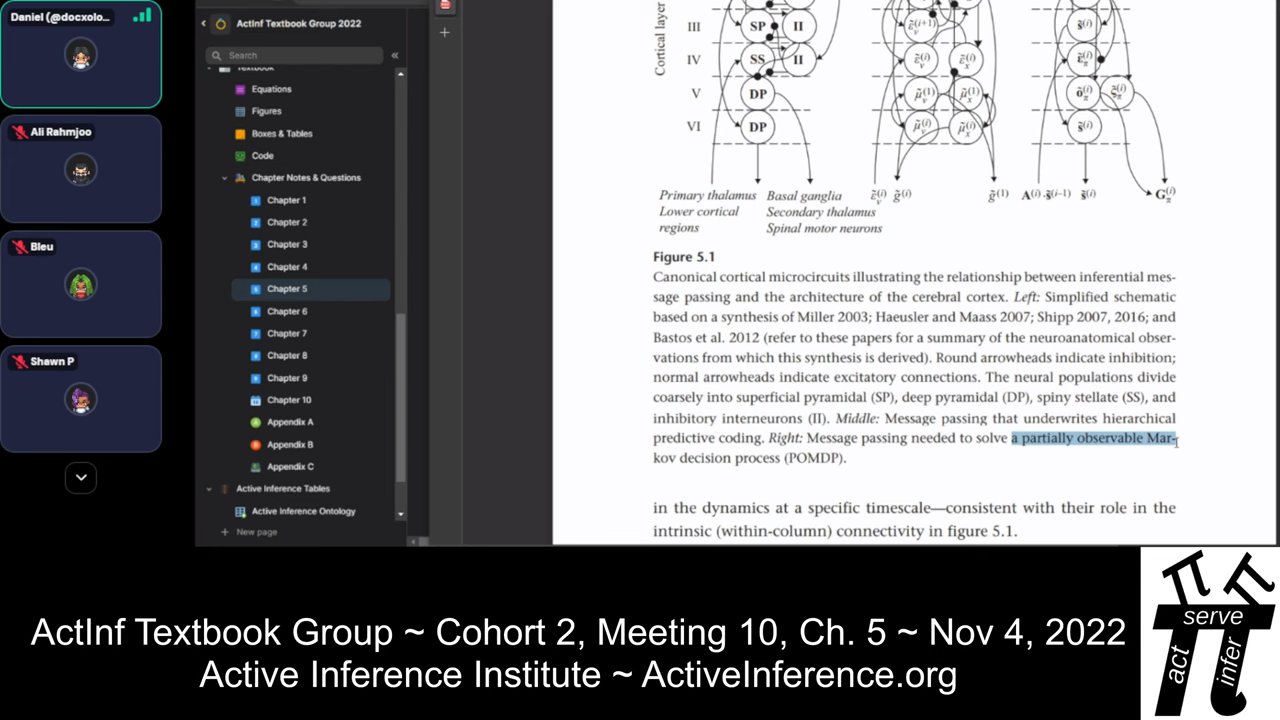 Daniel (@docxolo...
Ali Rahmjoo
Bleu
Shawn P
ActInf Textbook Group 2022
Search
Textbook
Equations
Figures
Boxes & Tables
Code
Chapter Notes & Questions
Chapter 1
Chapter 2
Chapter 3
Chapter 4
Chapter 5
Chapter 6
Chapter 7
Chapter 8
Chapter 9
Chapter 10
Appendix A
Appendix B
Appendix C
Active Inference Tables
Active Inference Ontology
New page
Cortical layer
III SP II
IV SS II
V DP
VI DP
Primary thalamus
Lower cortical
regions
Basal ganglia
Secondary thalamus
Spinal motor neurons
Figure 5.1
Canonical cortical microcircuits illustrating the relationship between inferential mes-
sage passing and the architecture of the cerebral cortex. Left: Simplified schematic
based on a synthesis of Miller 2003; Haeusler and Maass 2007; Shipp 2007, 2016; and
Bastos et al. 2012 (refer to these papers for a summary of the neuroanatomical obser-
vations from which this synthesis is derived). Round arrowheads indicate inhibition;
normal arrowheads indicate excitatory connections. The neural populations divide
coarsely into superficial pyramidal (SP), deep pyramidal (DP), spiny stellate (SS), and
inhibitory interneurons (II). Middle: Message passing that underwrites hierarchical
predictive coding. Right: Message passing needed to solve a partially observable Mar-
kov decision process (POMDP).
in the dynamics at a specific timescale—consistent with their role in the
intrinsic (within-column) connectivity in figure 5.1.
ActInf Textbook Group ~ Cohort 2, Meeting 10, Ch. 5 ~ Nov 4, 2022
Active Inference Institute ~ ActiveInference.org
serve
act
infer